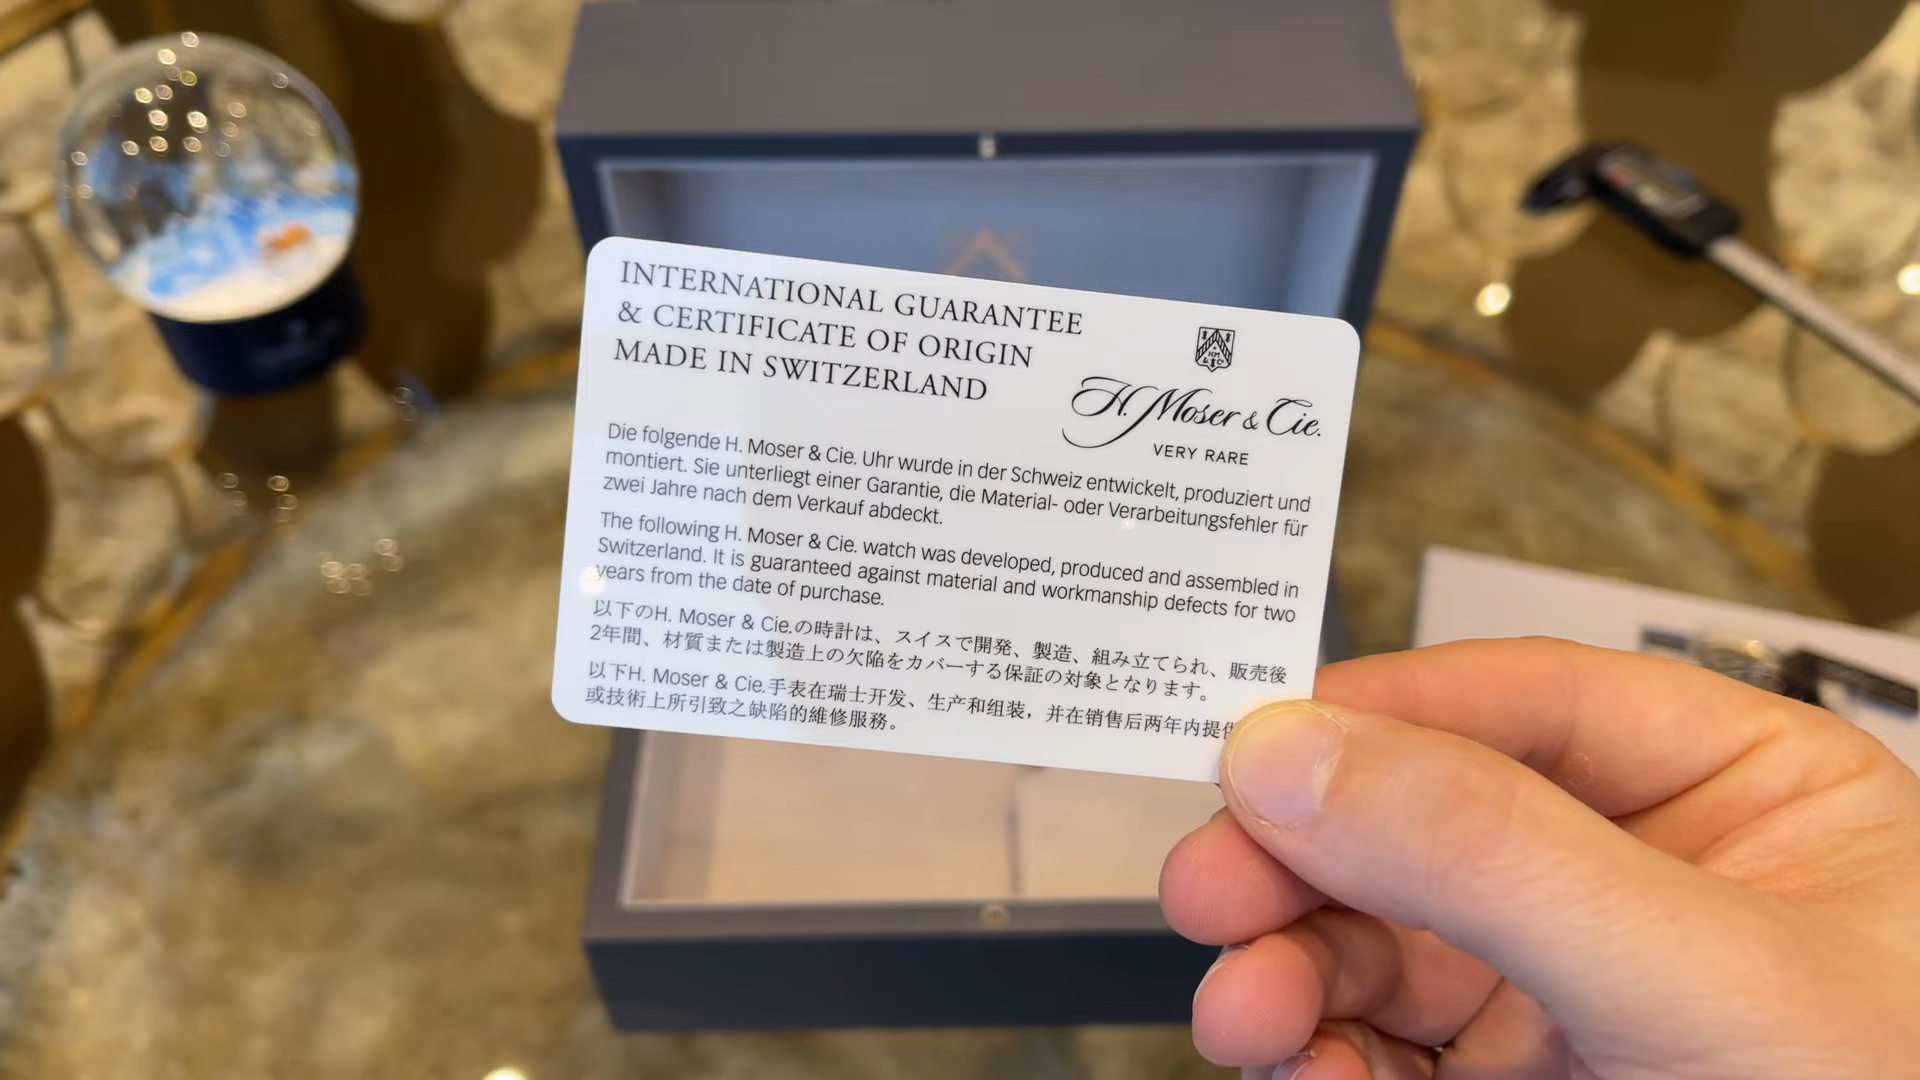 INTERNATIONAL GUARANTEE
& CERTIFICATE OF ORIGIN
MADE IN SWITZERLAND
HM
&C
H. Moser & Cie.
VERY RARE
Die folgende H. Moser & Cie. Uhr wurde in der Schweiz entwickelt, produziert und
montiert. Sie unterliegt einer Garantie, die Material- oder Verarbeitungsfehler für
zwei Jahre nach dem Verkauf abdeckt.
The following H. Moser & Cie. watch was developed, produced and assembled in
Switzerland. It is guaranteed against material and workmanship defects for two
years from the date of purchase.
以下のH. Moser & Cie.の時計は、スイスで開発、製造、組み立てられ、販売後
2年間、材質または製造上の欠陥をカバーする保証の対象となります。
以下H. Moser & Cie.手表在瑞士开发、生产和组装，并在销售后两年内提
或技術上所引致之缺陷的維修服務。